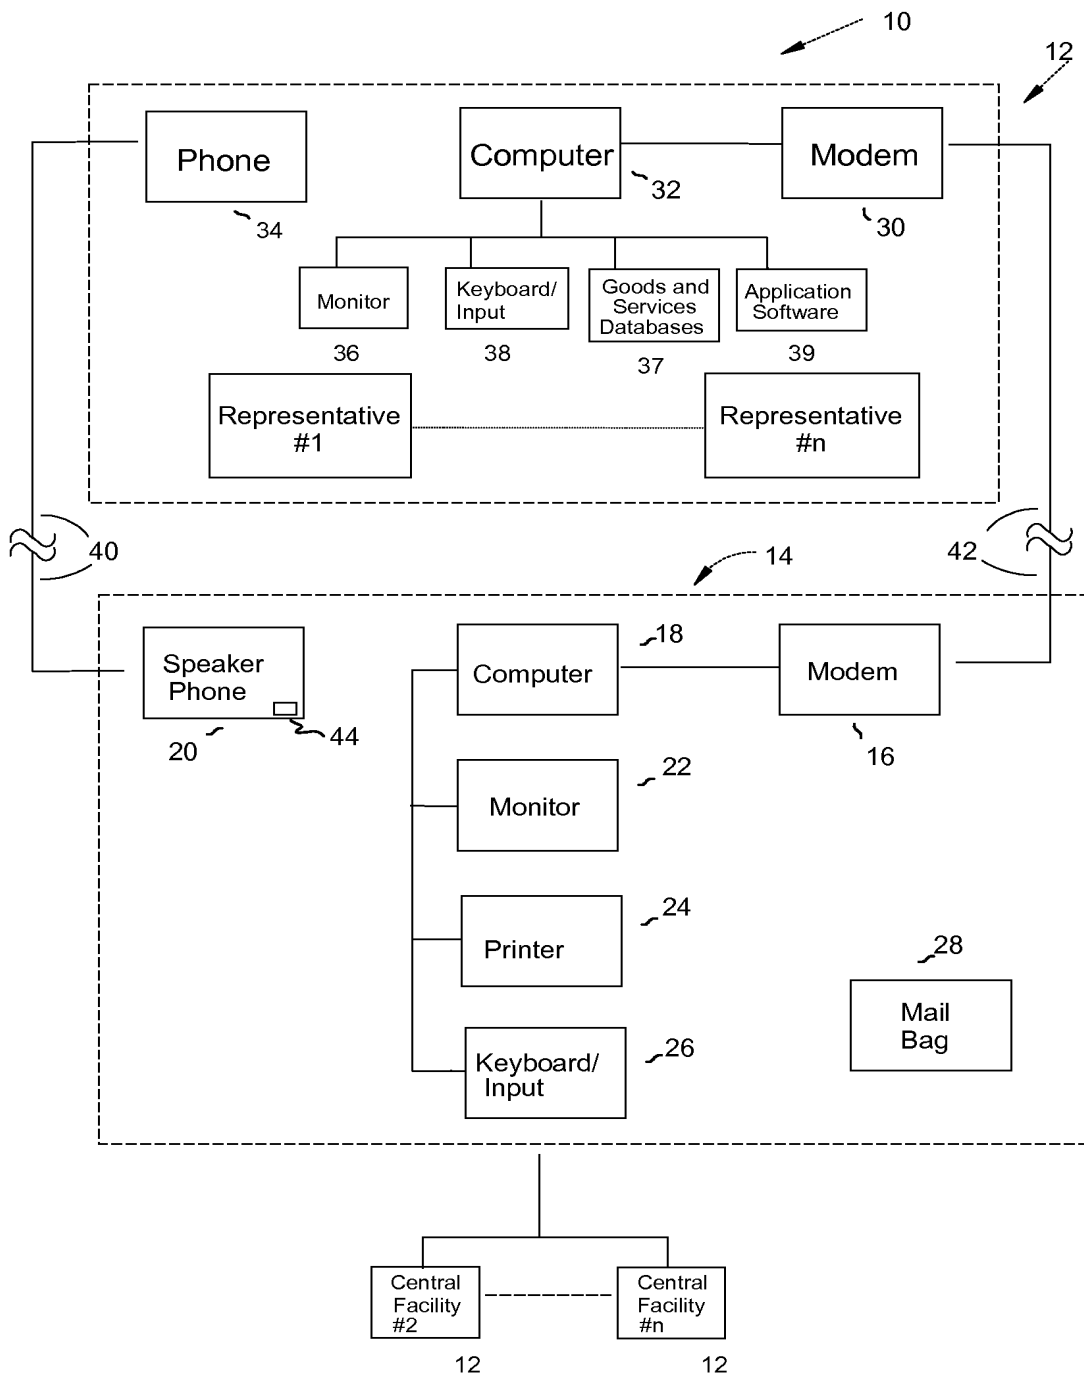 10
12
Phone
Computer
Modem
34
32
30
Monitor
Keyboard/
Input
Goods and
Services
Databases
Application
Software
36
38
37
39
Representative
#1
Representative
#n
40
42
14
Speaker
Phone
44
20
Computer
18
Modem
16
Monitor
22
Printer
24
Keyboard/
Input
26
28
Mail
Bag
Central
Facility
#2
Central
Facility
#n
12
12